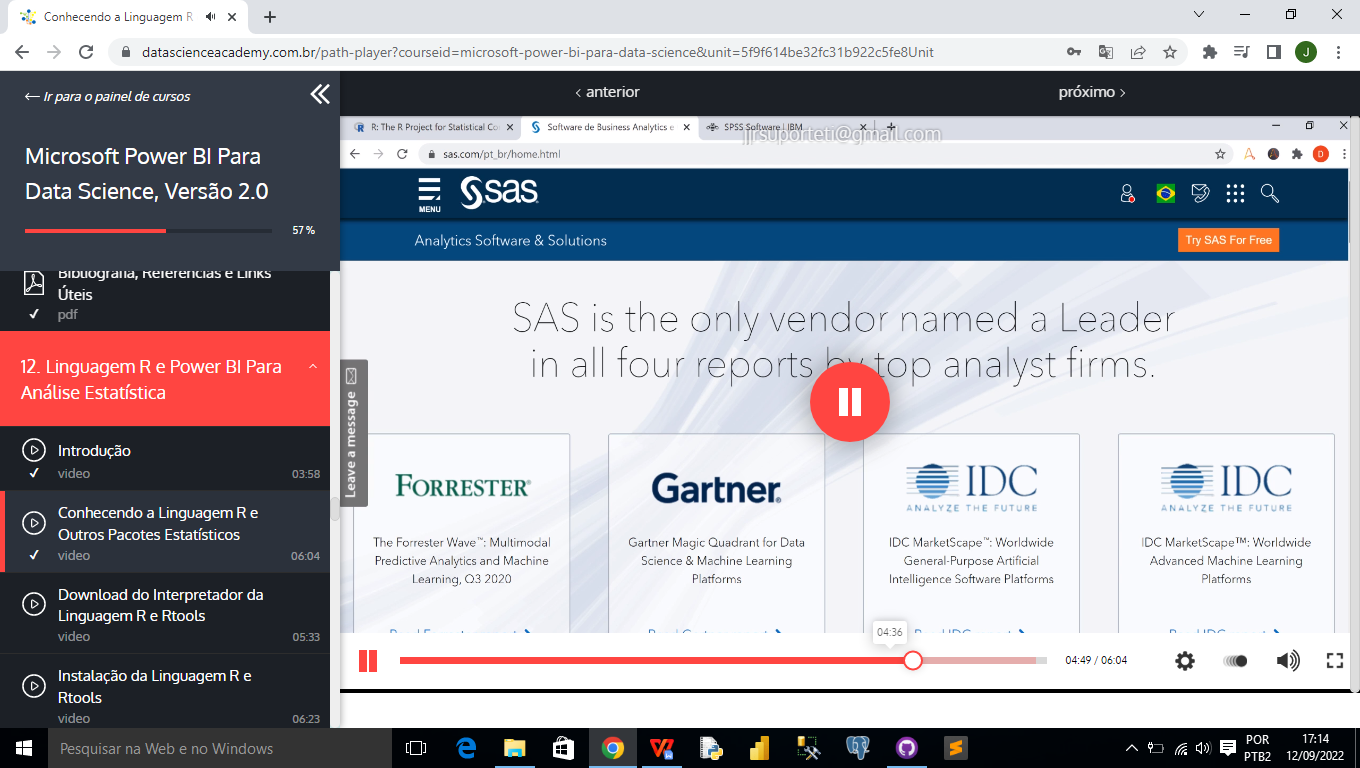 Conhecendo a Linguagem R
datascienceacademy.com.br/path-player?courseid=microsoft-power-bi-para-data-science&unit=5f9f614be32fc31b922c5fe8Unit
J
Ir para o painel de cursos
Microsoft Power BI Para
Data Science, Versão 2.0
57 %
Bibliografia, Referências e Links
Úteis
pdf
12. Linguagem R e Power BI Para
Análise Estatística
Introdução
video 03:58
Conhecendo a Linguagem R e
Outros Pacotes Estatísticos
video 06:04
Download do Interpretador da
Linguagem R e Rtools
video 05:33
Instalação da Linguagem R e
Rtools
video 06:23
‹ anterior
próximo ›
R: The R Project for Statistical Co
Software de Business Analytics e
SPSS Software | IBM
jjrsuporteti@gmail.com
sas.com/pt_br/home.html
D
MENU
sas
Analytics Software & Solutions
Try SAS For Free
SAS is the only vendor named a Leader
in all four reports by top analyst firms.
Leave a message
FORRESTER®
The Forrester Wave™: Multimodal
Predictive Analytics and Machine
Learning, Q3 2020
Gartner®
Gartner Magic Quadrant for Data
Science & Machine Learning
Platforms
IDC
ANALYZE THE FUTURE
IDC MarketScape™: Worldwide
General-Purpose Artificial
Intelligence Software Platforms
IDC
ANALYZE THE FUTURE
IDC MarketScape™: Worldwide
Advanced Machine Learning
Platforms
04:36
04:49 / 06:04
Pesquisar na Web e no Windows
POR
PTB2
17:14
12/09/2022